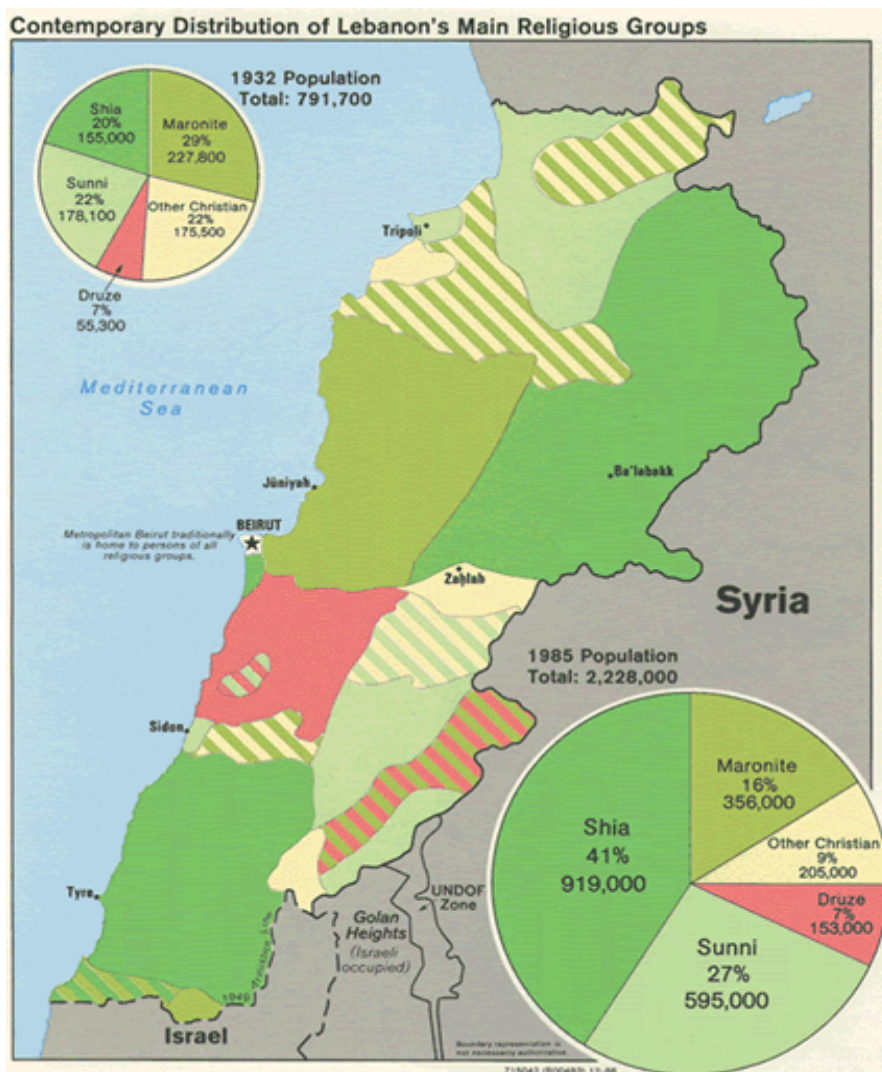 Contemporary Distribution of Lebanon's Main Religious Groups
1932 Population
Total: 791,700
Shia
20%
155,000
Maronite
29%
227,800
Sunni
22%
178,100
Other Christian
22%
175,500
Druze
7%
55,300
Tripoli
Mediterranean
Sea
Jūniyah
Ba'labakk
BEIRUT
Metropolitan Beirut traditionally
is home to persons of all
religious groups.
Zaḥlah
Syria
1985 Population
Total: 2,228,000
Sidon
Maronite
16%
356,000
Other Christian
9%
205,000
Shia
41%
919,000
Druze
7%
153,000
Sunni
27%
595,000
Tyre
UNDOF
Zone
Golan
Heights
(Israeli
occupied)
1949 Armistice Line
Israel
Boundary representation is
not necessarily authoritative.